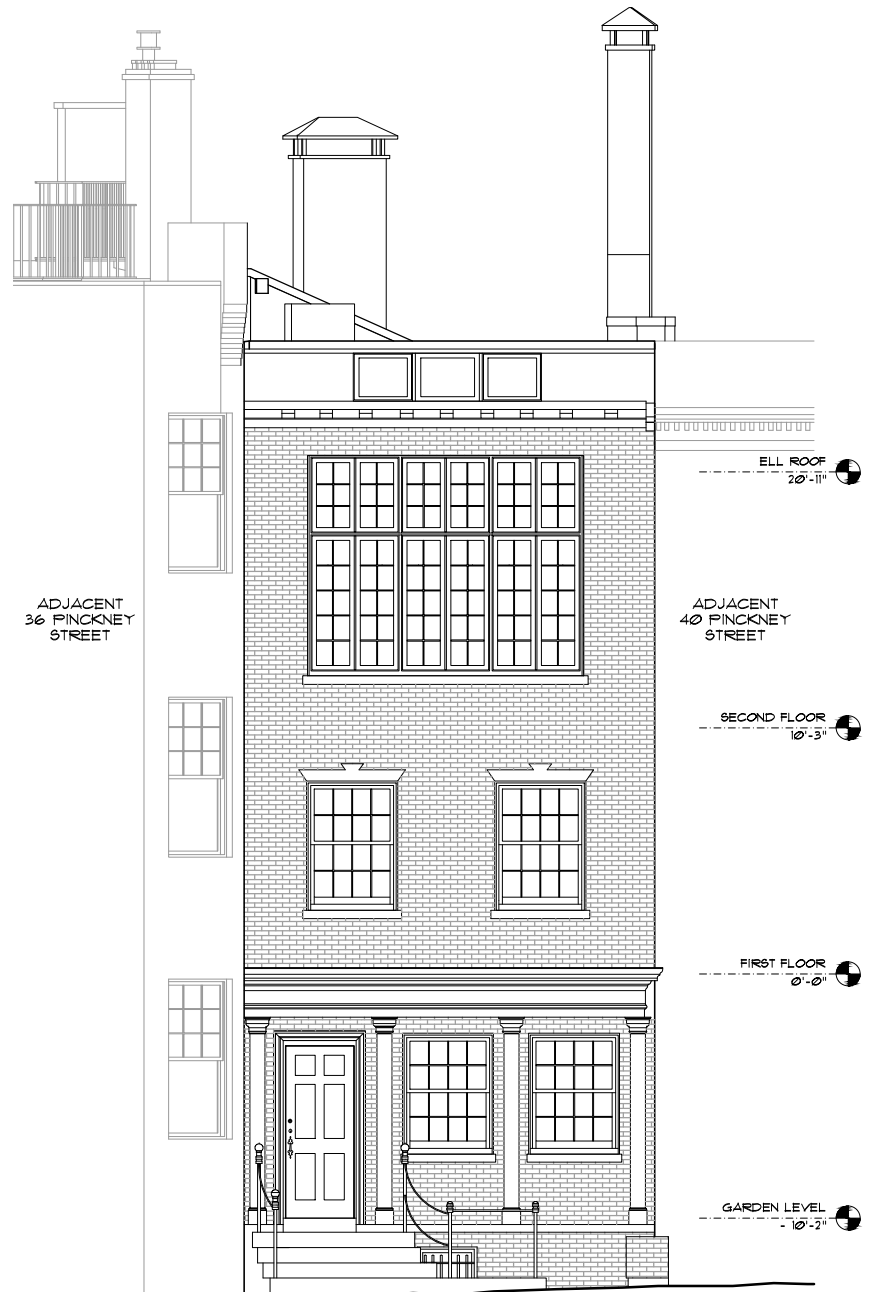 ELL ROOF
20'-11"
ADJACENT
36 PINCKNEY
STREET
ADJACENT
40 PINCKNEY
STREET
SECOND FLOOR
10'-3"
FIRST FLOOR
0'-0"
GARDEN LEVEL
- 10'-2"